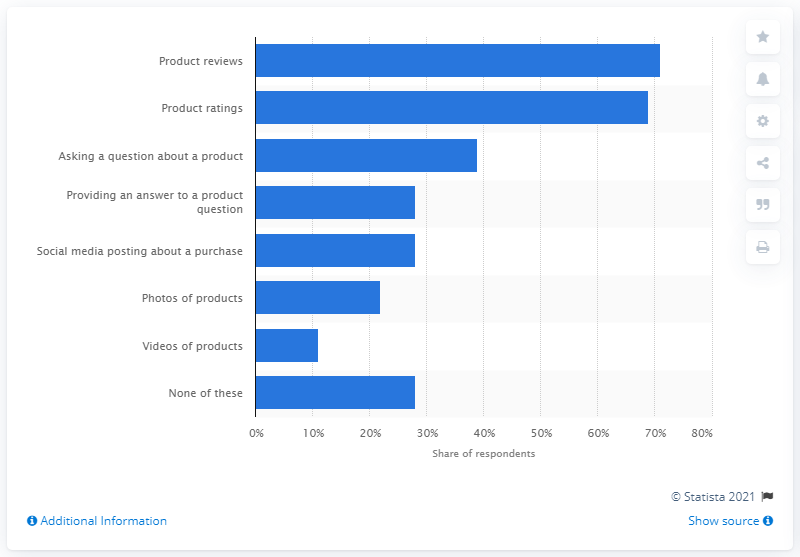 Product reviews
Product ratings
Asking a question about a product
Providing an answer to a product
question
Social media posting about a purchase
Photos of products
Videos of products
None of these
0% 10% 20% 30% 40% 50% 60% 70% 80%
Share of respondents
© Statista 2021
Additional Information
Show source